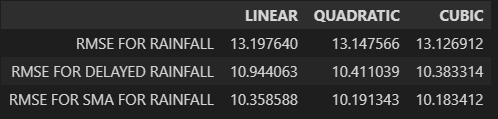 LINEAR QUADRATIC CUBIC
RMSE FOR RAINFALL 13.197640 13.147566 13.126912
RMSE FOR DELAYED RAINFALL 10.944063 10.411039 10.383314
RMSE FOR SMA FOR RAINFALL 10.358588 10.191343 10.183412